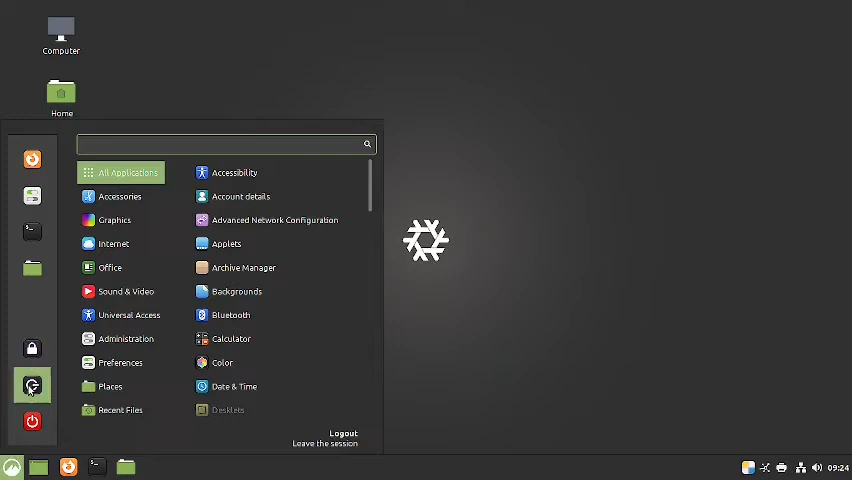 Computer
Home
All Applications
Accessories
Graphics
Internet
Office
Sound & Video
Universal Access
Administration
Preferences
Places
Recent Files
Accessibility
Account details
Advanced Network Configuration
Applets
Archive Manager
Backgrounds
Bluetooth
Calculator
Color
Date & Time
Desklets
Logout
Leave the session
09:24